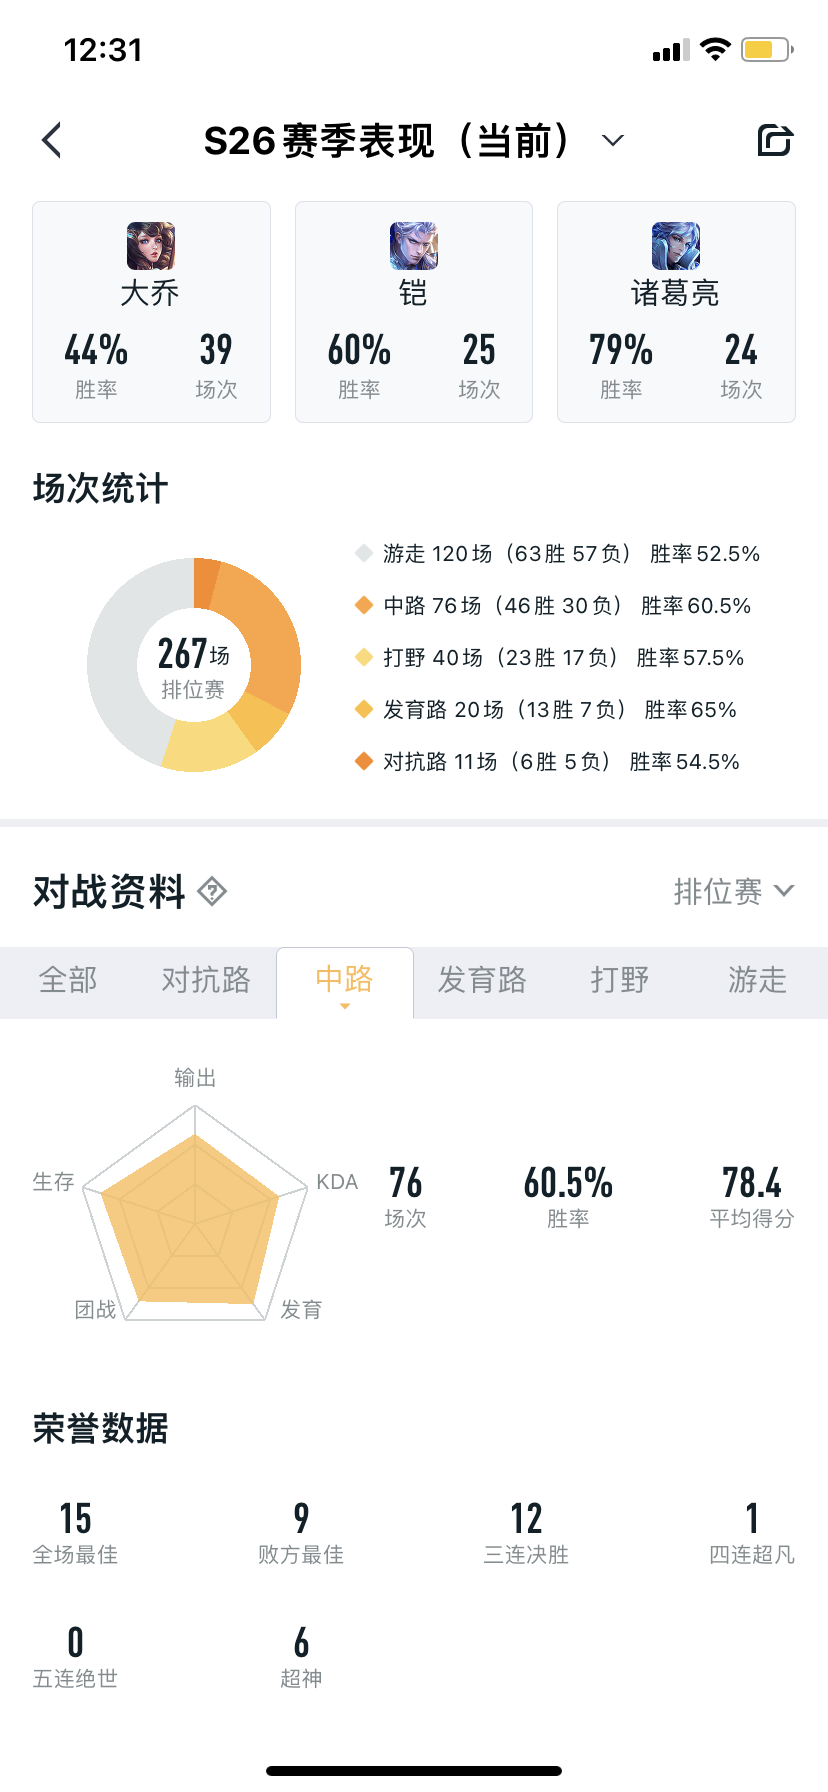 12:31
S26赛季表现（当前）
大乔
44% 39
胜率 场次
铠
60% 25
胜率 场次
诸葛亮
79% 24
胜率 场次
场次统计
267场
排位赛
游走 120场（63胜 57负） 胜率52.5%
中路 76场（46胜 30负） 胜率60.5%
打野 40场（23胜 17负） 胜率57.5%
发育路 20场（13胜 7负） 胜率65%
对抗路 11场（6胜 5负） 胜率54.5%
对战资料 ?
排位赛
全部 对抗路 中路 发育路 打野 游走
输出
生存 KDA
团战 发育
76 60.5% 78.4
场次 胜率 平均得分
荣誉数据
15 9 12 1
全场最佳 败方最佳 三连决胜 四连超凡
0 6
五连绝世 超神